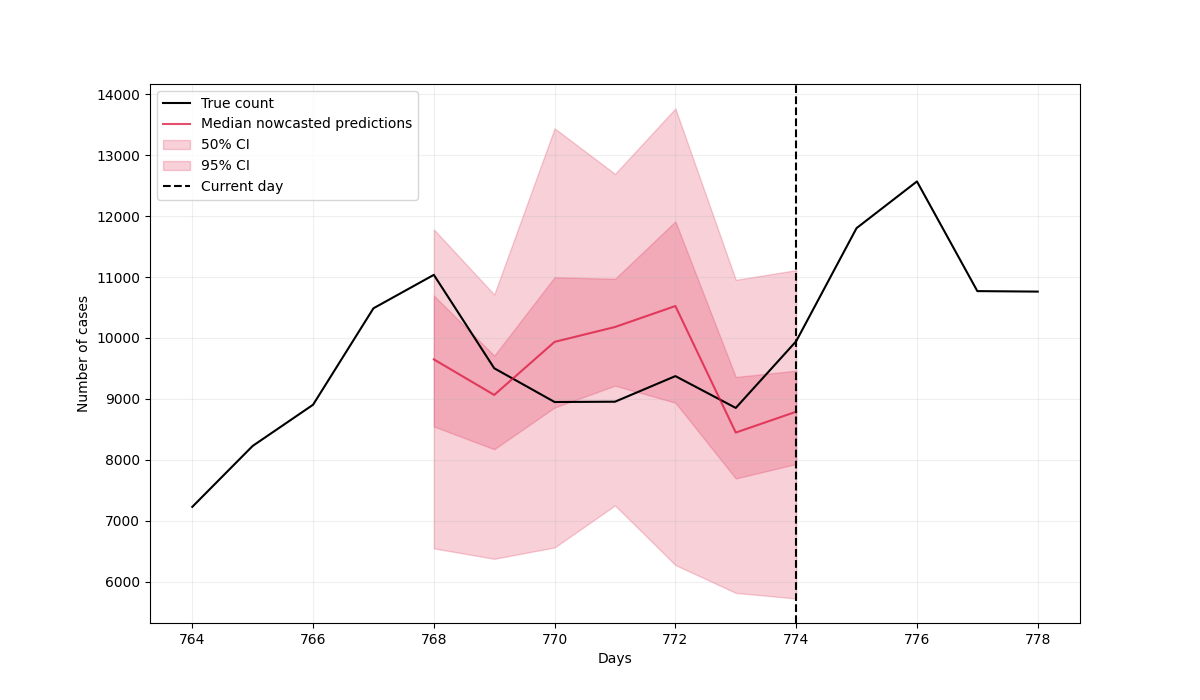 True count
Median nowcasted predictions
50% CI
95% CI
Current day
14000
13000
12000
11000
10000
9000
8000
7000
6000
Number of cases
764 766 768 770 772 774 776 778
Days